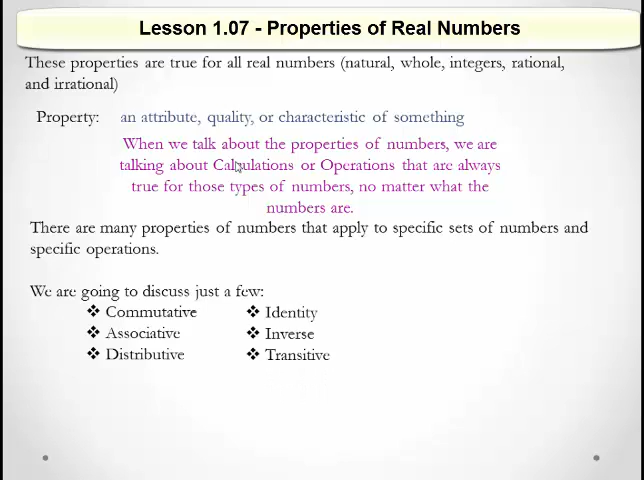 Lesson 1.07 - Properties of Real Numbers
These properties are true for all real numbers (natural, whole, integers, rational,
and irrational)
Property: an attribute, quality, or characteristic of something
When we talk about the properties of numbers, we are
talking about Calculations or Operations that are always
true for those types of numbers, no matter what the
numbers are.
There are many properties of numbers that apply to specific sets of numbers and
specific operations.
We are going to discuss just a few:
❖ Commutative ❖ Identity
❖ Associative ❖ Inverse
❖ Distributive ❖ Transitive